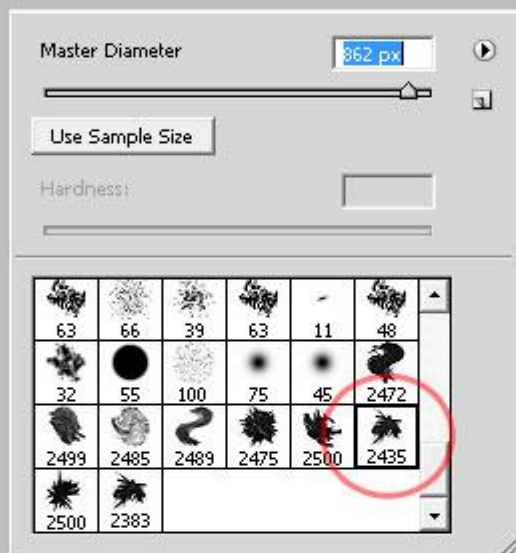 Master Diameter 862 px
Use Sample Size
Hardness:
63 66 39 63 11 48
32 55 100 75 45 2472
2499 2485 2489 2475 2500 2435
2500 2383